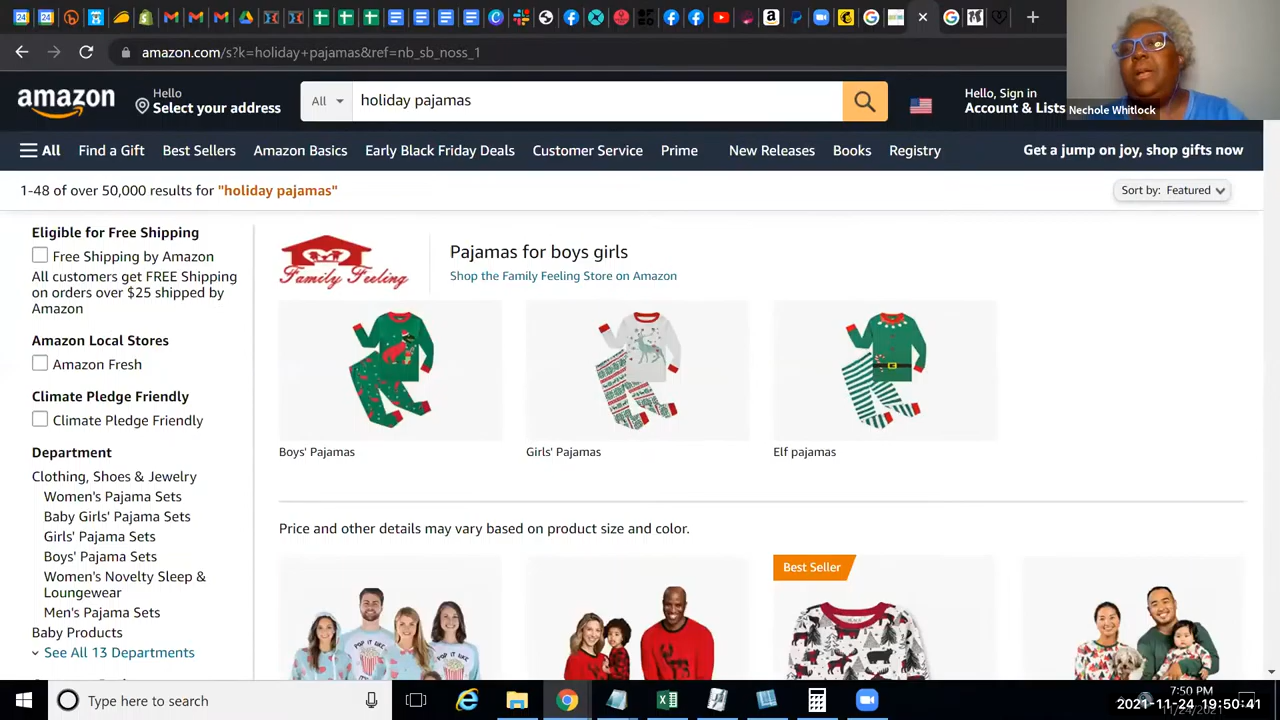 amazon.com/s?k=holiday+pajamas&ref=nb_sb_noss_1
Nechole Whitlock
amazon
Hello
Select your address
All
holiday pajamas
Hello, Sign in
Account & Lists
All
Find a Gift
Best Sellers
Amazon Basics
Early Black Friday Deals
Customer Service
Prime
New Releases
Books
Registry
Get a jump on joy, shop gifts now
1-48 of over 50,000 results for "holiday pajamas"
Sort by: Featured
Eligible for Free Shipping
Free Shipping by Amazon
All customers get FREE Shipping
on orders over $25 shipped by
Amazon
Amazon Local Stores
Amazon Fresh
Climate Pledge Friendly
Climate Pledge Friendly
Department
Clothing, Shoes & Jewelry
Women's Pajama Sets
Baby Girls' Pajama Sets
Girls' Pajama Sets
Boys' Pajama Sets
Women's Novelty Sleep &
Loungewear
Men's Pajama Sets
Baby Products
See All 13 Departments
Family Feeling
Pajamas for boys girls
Shop the Family Feeling Store on Amazon
Boys' Pajamas
Girls' Pajamas
Elf pajamas
Price and other details may vary based on product size and color.
Best Seller
POP IT LIKE
POP IT LIKE
Type here to search
7:50 PM
2021-11-24 19:50:41